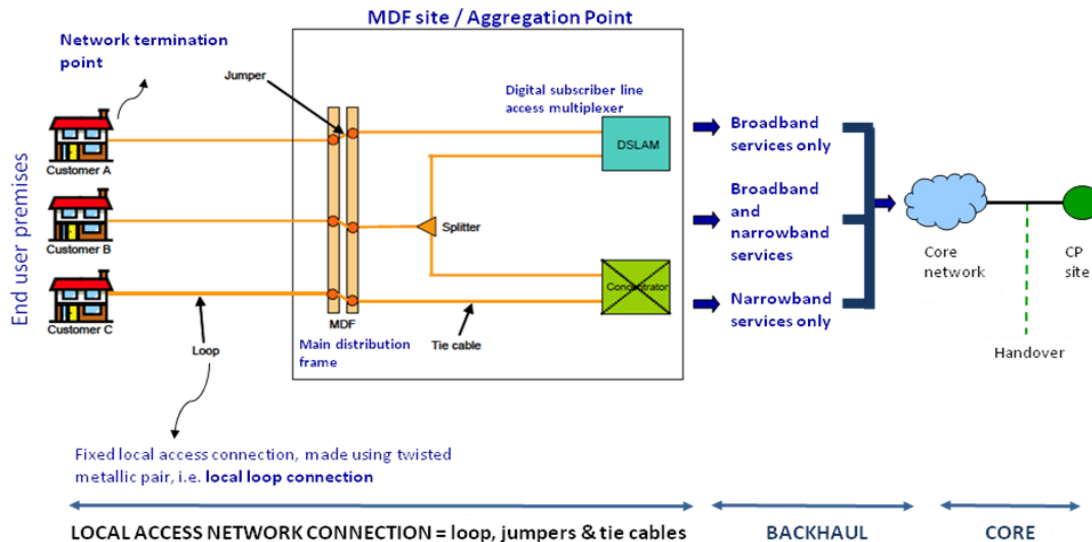 MDF site / Aggregation Point
Network termination
point
Jumper
Digital subscriber line
access multiplexer
DSLAM
Broadband
services only
Customer A
End user premises
Broadband
and
narrowband
services
Splitter
Customer B
Core
network
CP
site
Concentrator
Narrowband
services only
Customer C
MDF
Main distribution
frame
Tie cable
Loop
Handover
Fixed local access connection, made using twisted
metallic pair, i.e. local loop connection
LOCAL ACCESS NETWORK CONNECTION = loop, jumpers & tie cables
BACKHAUL
CORE